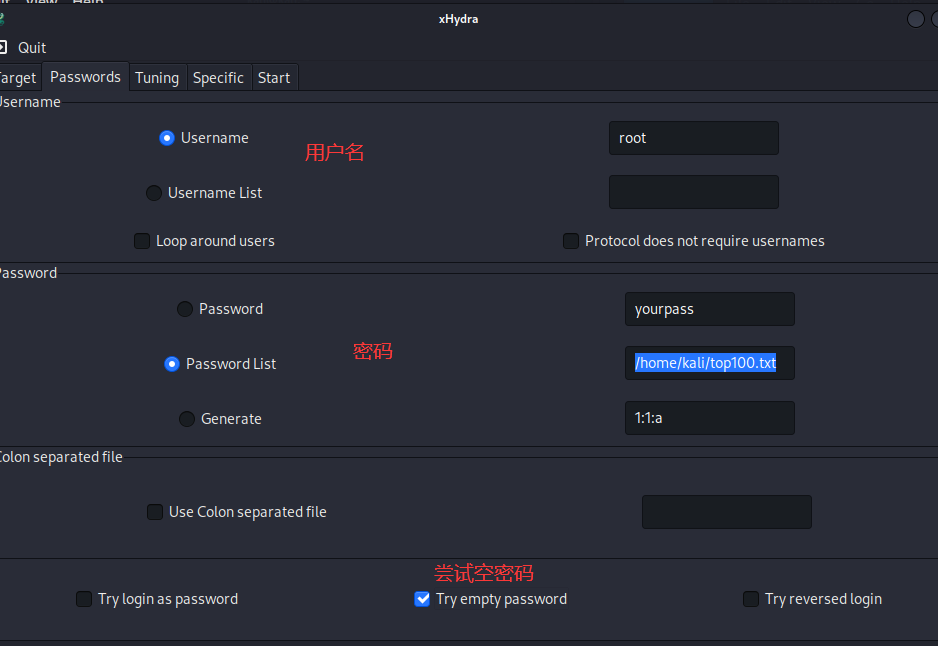 View Help
xHydra
Quit
Target Passwords Tuning Specific Start
Username
Username root
用户名
Username List
Loop around users Protocol does not require usernames
Password
Password yourpass
密码
Password List /home/kali/top100.txt
Generate 1:1:a
Colon separated file
Use Colon separated file
尝试空密码
Try login as password Try empty password Try reversed login